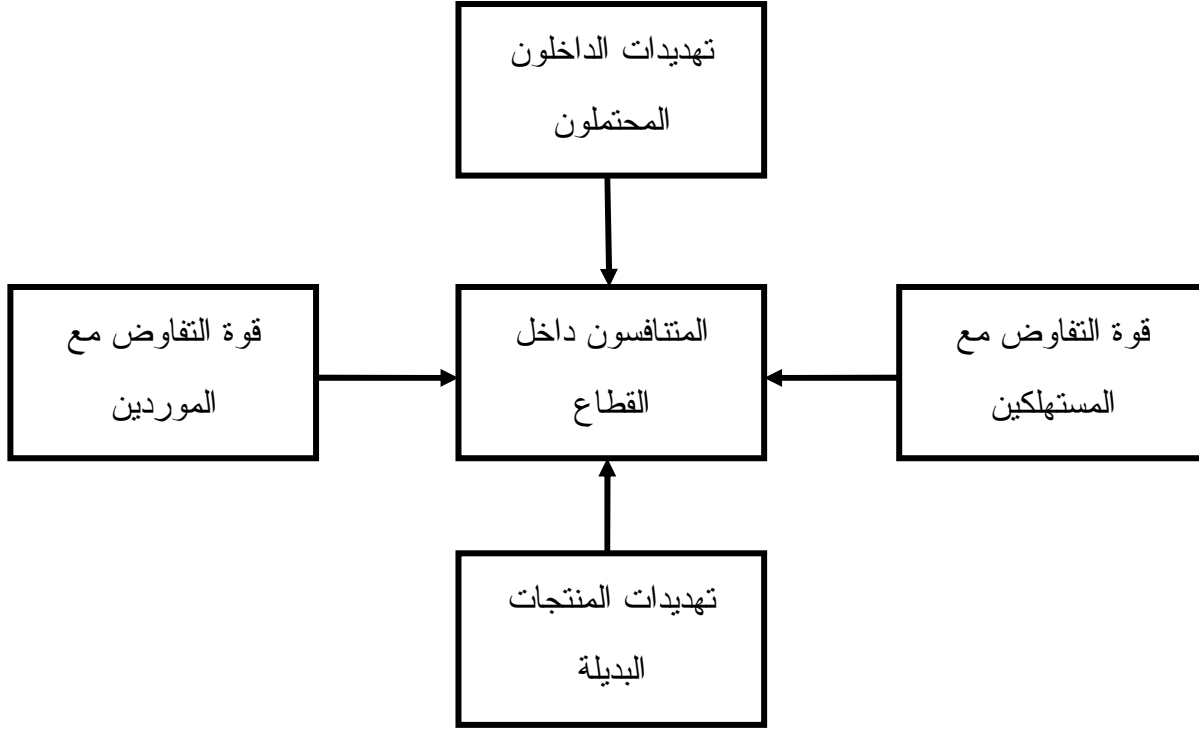 تهديدات الداخلون
المحتملون
قوة التفاوض مع
المستهلكين
المتنافسون داخل
القطاع
قوة التفاوض مع
الموردين
تهديدات المنتجات
البديلة